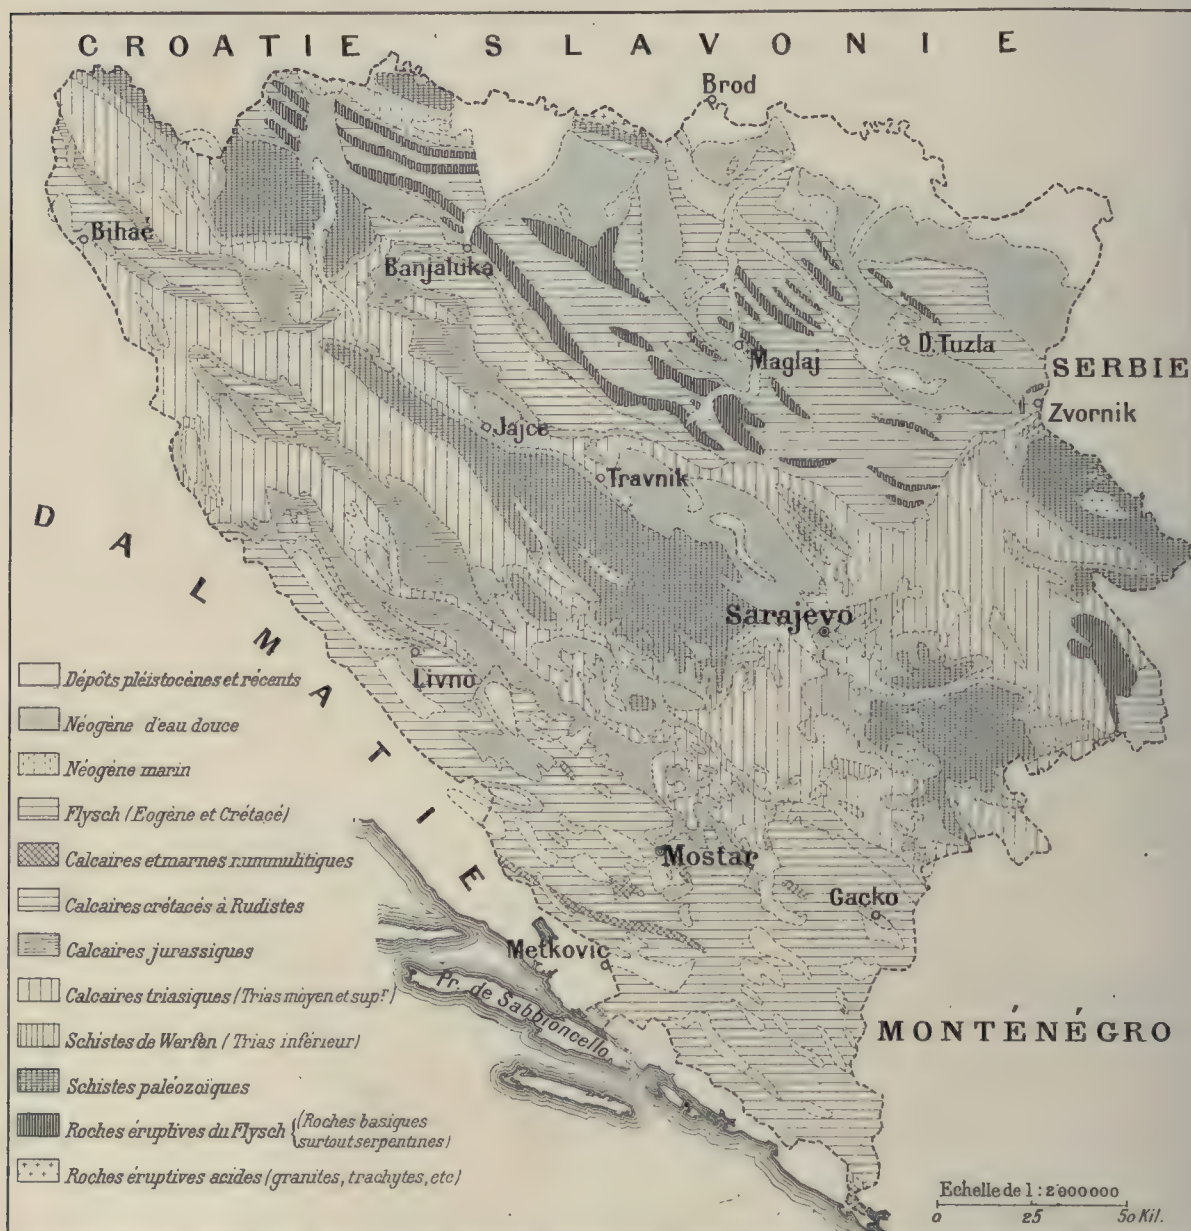 CROATIE SLAVONIE
Brod
Bihać
Banjaluka
Maglaj
D. Tuzla
SERBIE
Zvornik
Jajce
Travnik
DALMATIE
Sarajevo
Livno
Mostar
Gacko
Metkovic
Pr. de Sabbioncello
MONTÉNÉGRO
Dépôts pléistocènes et récents
Néogène d'eau douce
Néogène marin
Flysch (Eogène et Crétacé)
Calcaires et marnes nummulitiques
Calcaires crétacés à Rudistes
Calcaires jurassiques
Calcaires triasiques (Trias moyen et supr)
Schistes de Werfen (Trias inférieur)
Schistes paléozoïques
Roches éruptives du Flysch (Roches basiques
surtout serpentines)
Roches éruptives acides (granites, trachytes, etc)
Echelle de 1:2000000
0 25 50 Kil.